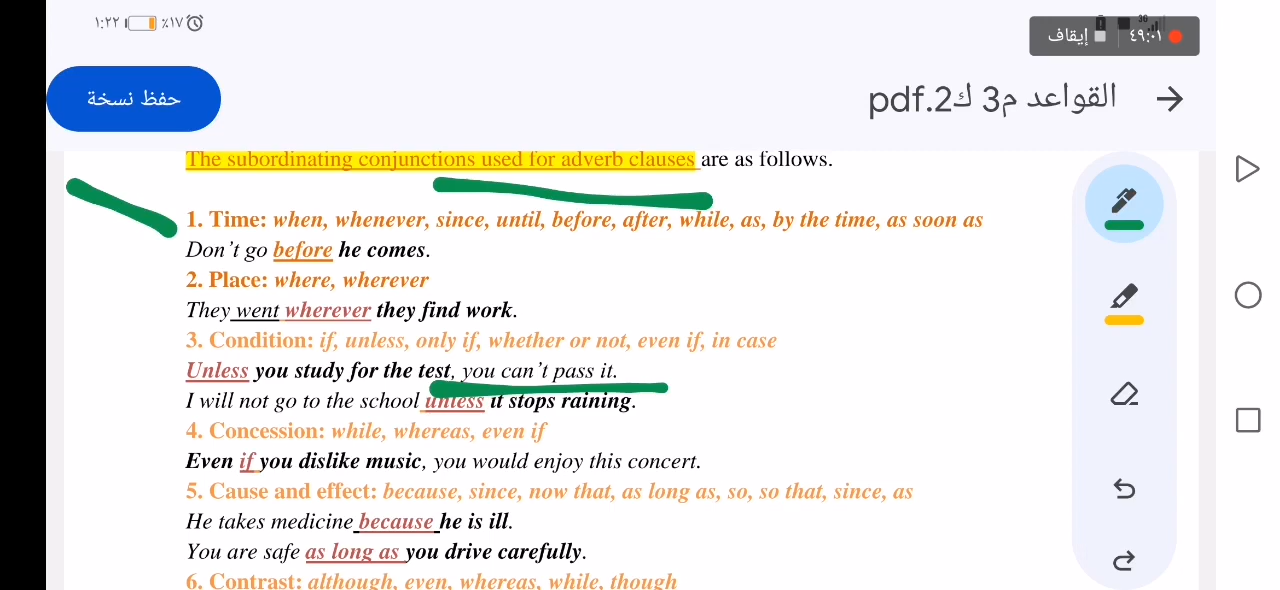 ١:٢٢ ٪١٧
إيقاف ٤٩:٠١
3G
حفظ نسخة
القواعد م3 ك2.pdf
The subordinating conjunctions used for adverb clauses are as follows.
1. Time: when, whenever, since, until, before, after, while, as, by the time, as soon as
Don't go before he comes.
2. Place: where, wherever
They went wherever they find work.
3. Condition: if, unless, only if, whether or not, even if, in case
Unless you study for the test, you can't pass it.
I will not go to the school unless it stops raining.
4. Concession: while, whereas, even if
Even if you dislike music, you would enjoy this concert.
5. Cause and effect: because, since, now that, as long as, so, so that, since, as
He takes medicine because he is ill.
You are safe as long as you drive carefully.
6. Contrast: although, even, whereas, while, though